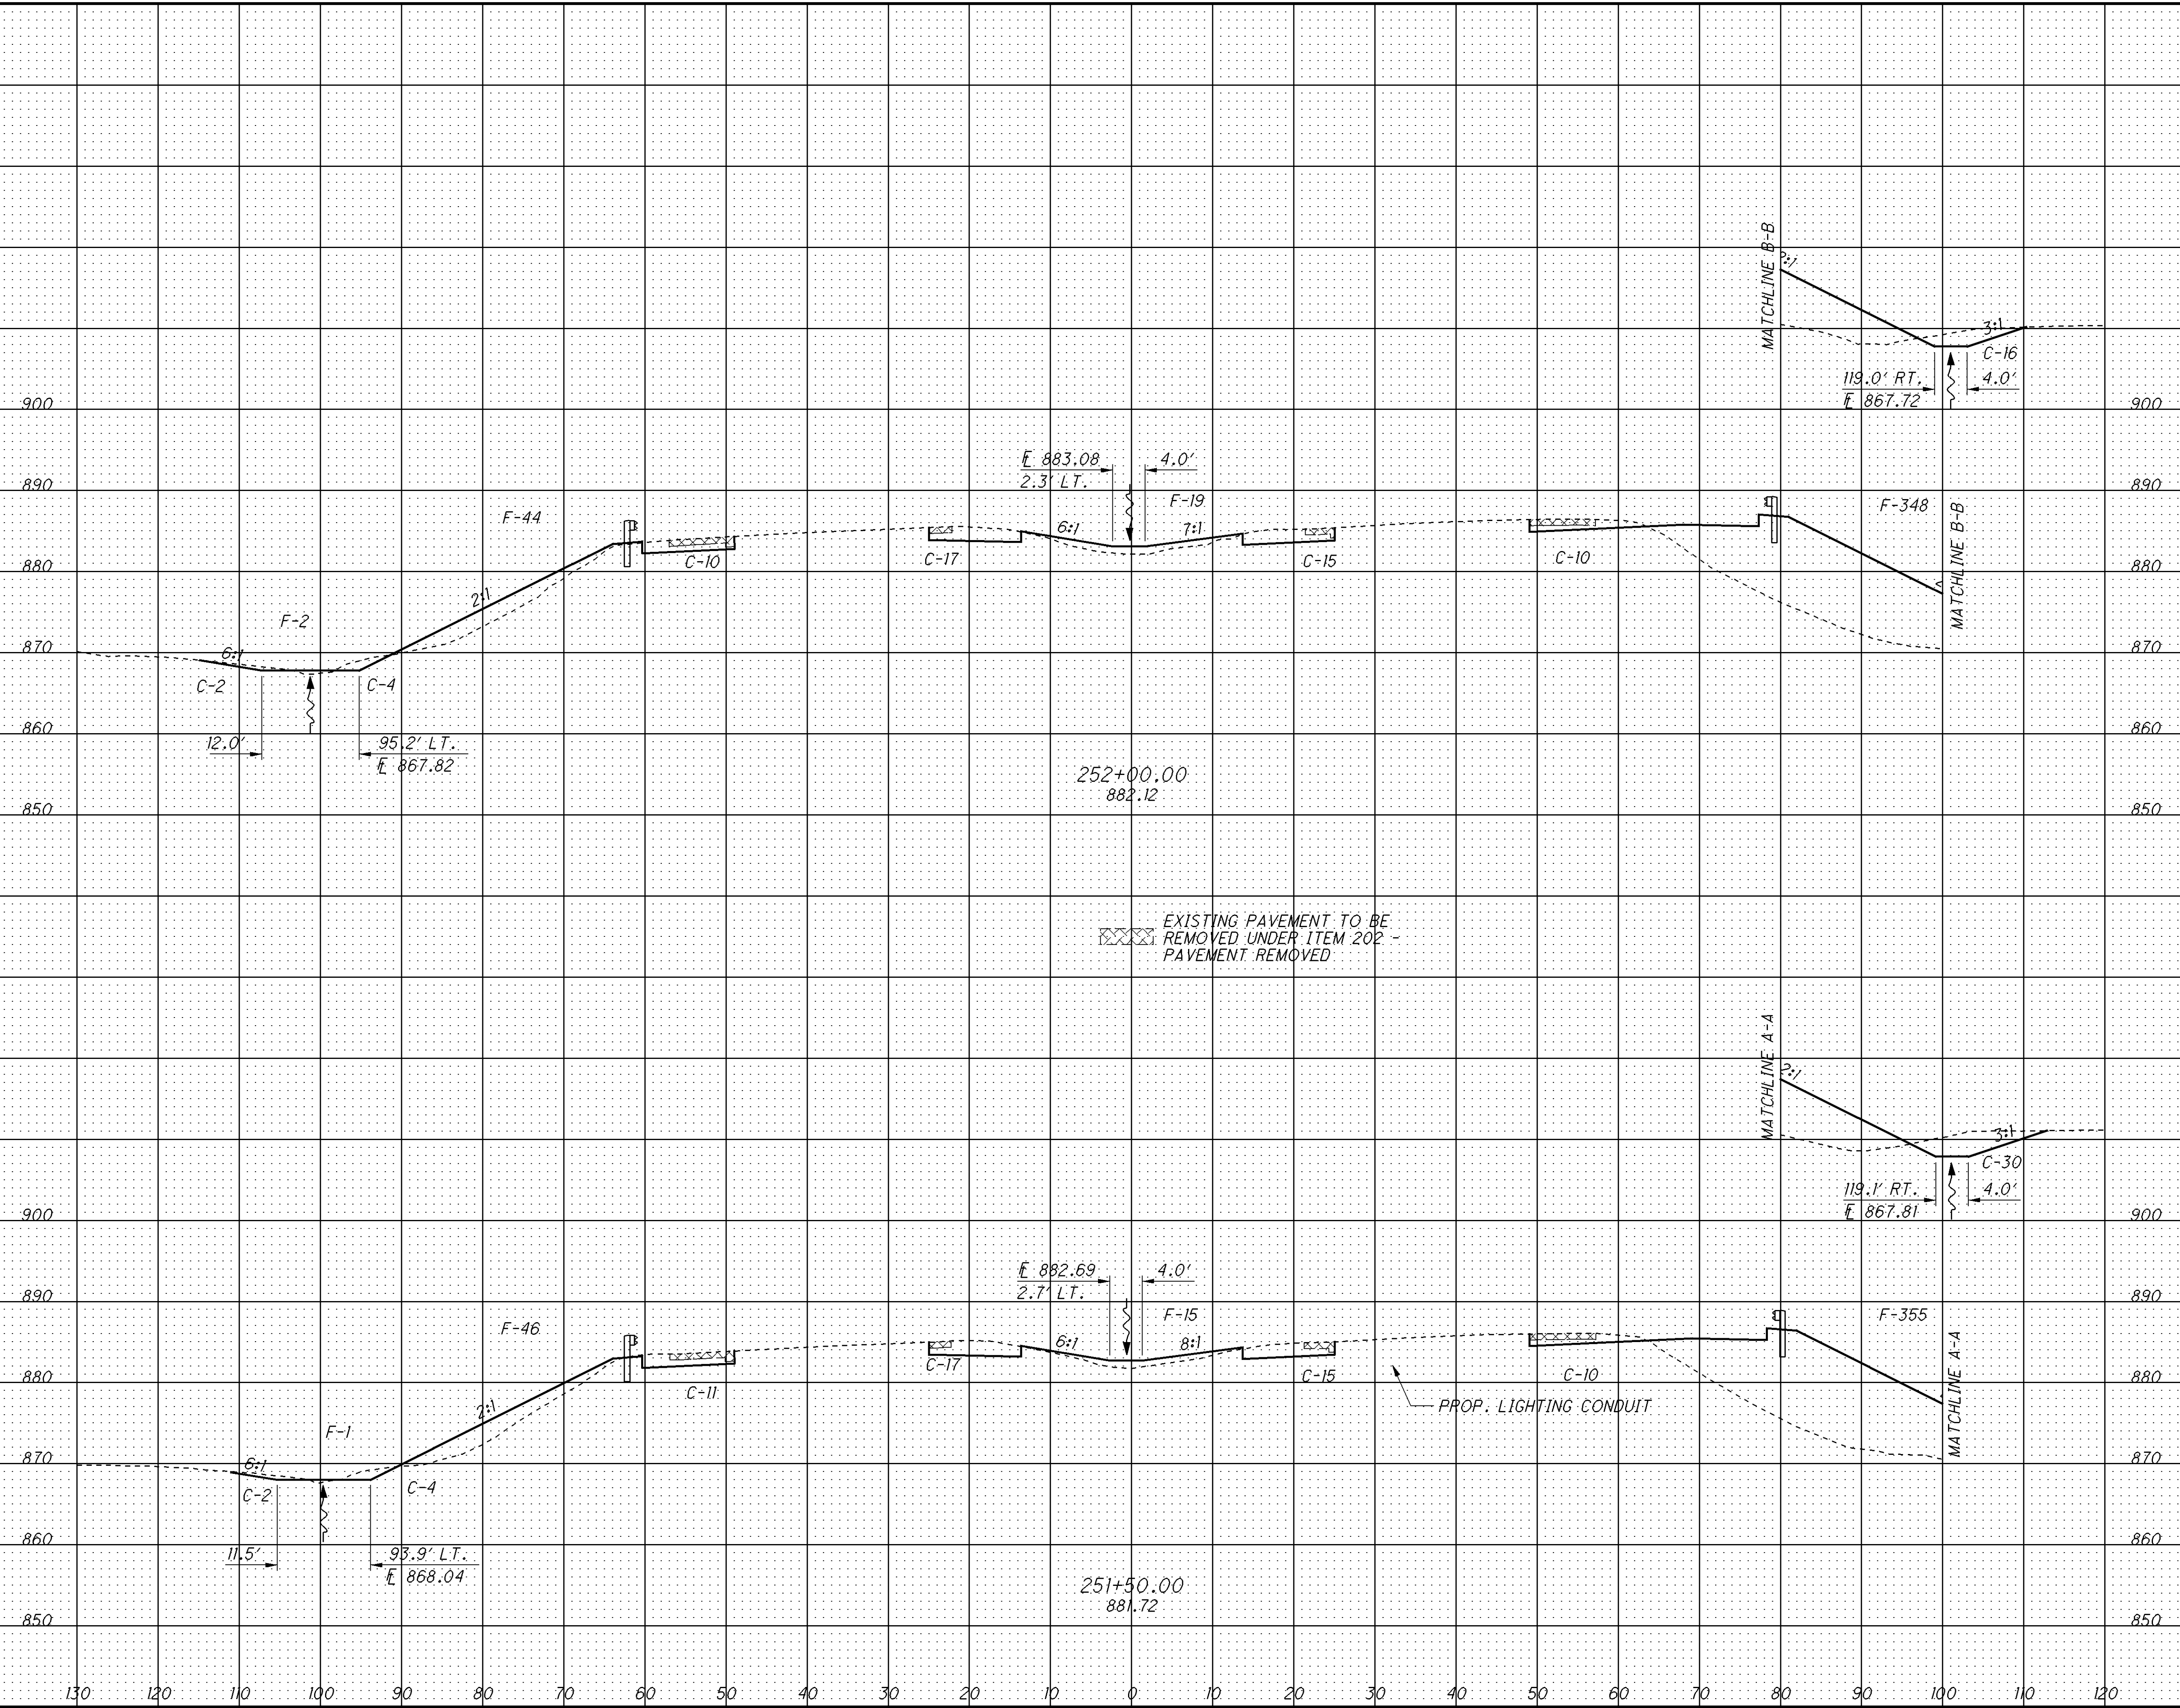 MATCHLINE B-B
2:1
3:1
C-16
119.0' RT.
4.0'
FL 867.72
900
900
FL 883.08
4.0'
2.3' LT.
890
890
F-44
F-19
F-348
6:1
7:1
MATCHLINE B-B
C-10
C-17
C-15
C-10
880
880
2:1
F-2
870
870
6:1
C-2
C-4
860
860
12.0'
95.2' LT.
FL 867.82
252+00.00
882.12
850
850
EXISTING PAVEMENT TO BE
REMOVED UNDER ITEM 202 -
PAVEMENT REMOVED
MATCHLINE A-A
2:1
3:1
C-30
119.1' RT.
4.0'
FL 867.81
900
900
FL 882.69
4.0'
2.7' LT.
890
890
F-46
F-15
F-355
6:1
8:1
MATCHLINE A-A
C-11
C-17
C-15
C-10
880
880
PROP. LIGHTING CONDUIT
2:1
F-1
870
870
6:1
C-2
C-4
860
860
11.5'
93.9' LT.
FL 868.04
251+50.00
881.72
850
850
130 120 110 100 90 80 70 60 50 40 30 20 10 0 10 20 30 40 50 60 70 80 90 100 110 120